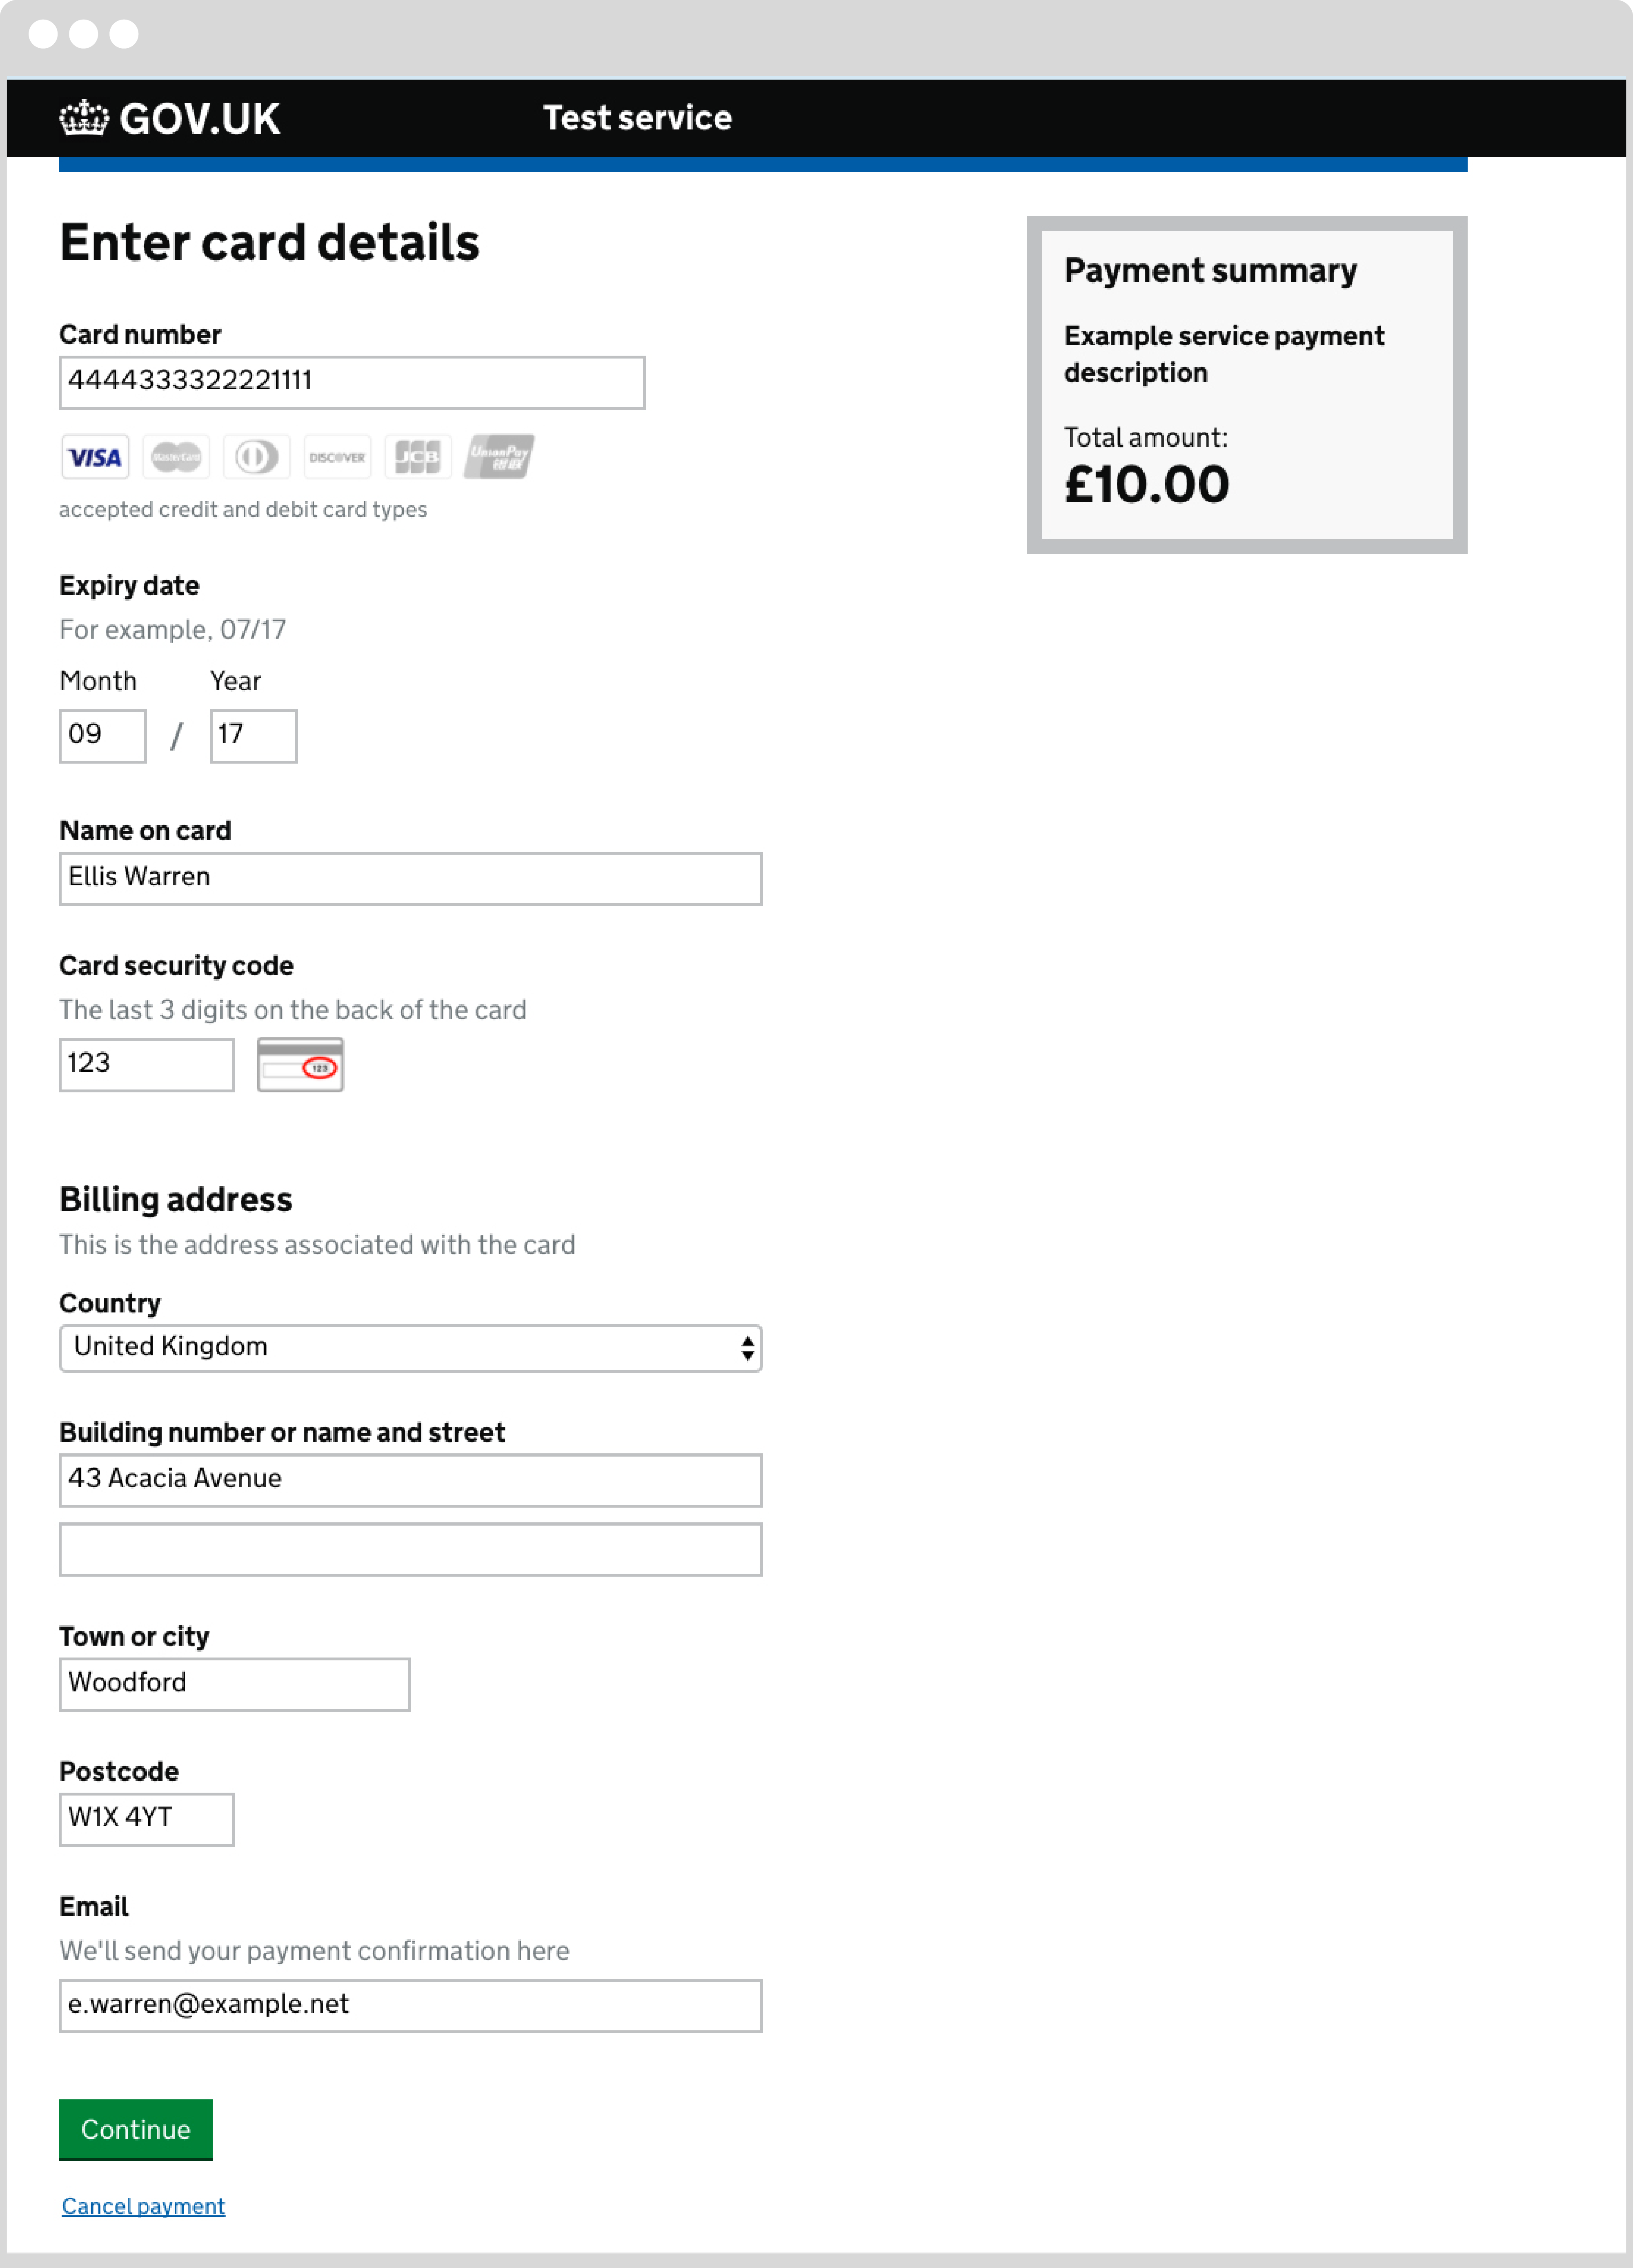 GOV.UK
Test service
Enter card details
Card number
4444333322221111
VISA MasterCard DISCOVER JCB UnionPay 银联
accepted credit and debit card types
Expiry date
For example, 07/17
Month Year
09 / 17
Name on card
Ellis Warren
Card security code
The last 3 digits on the back of the card
123 123
Billing address
This is the address associated with the card
Country
United Kingdom
Building number or name and street
43 Acacia Avenue
Town or city
Woodford
Postcode
W1X 4YT
Email
We'll send your payment confirmation here
e.warren@example.net
Continue
Cancel payment
Payment summary
Example service payment
description
Total amount:
£10.00